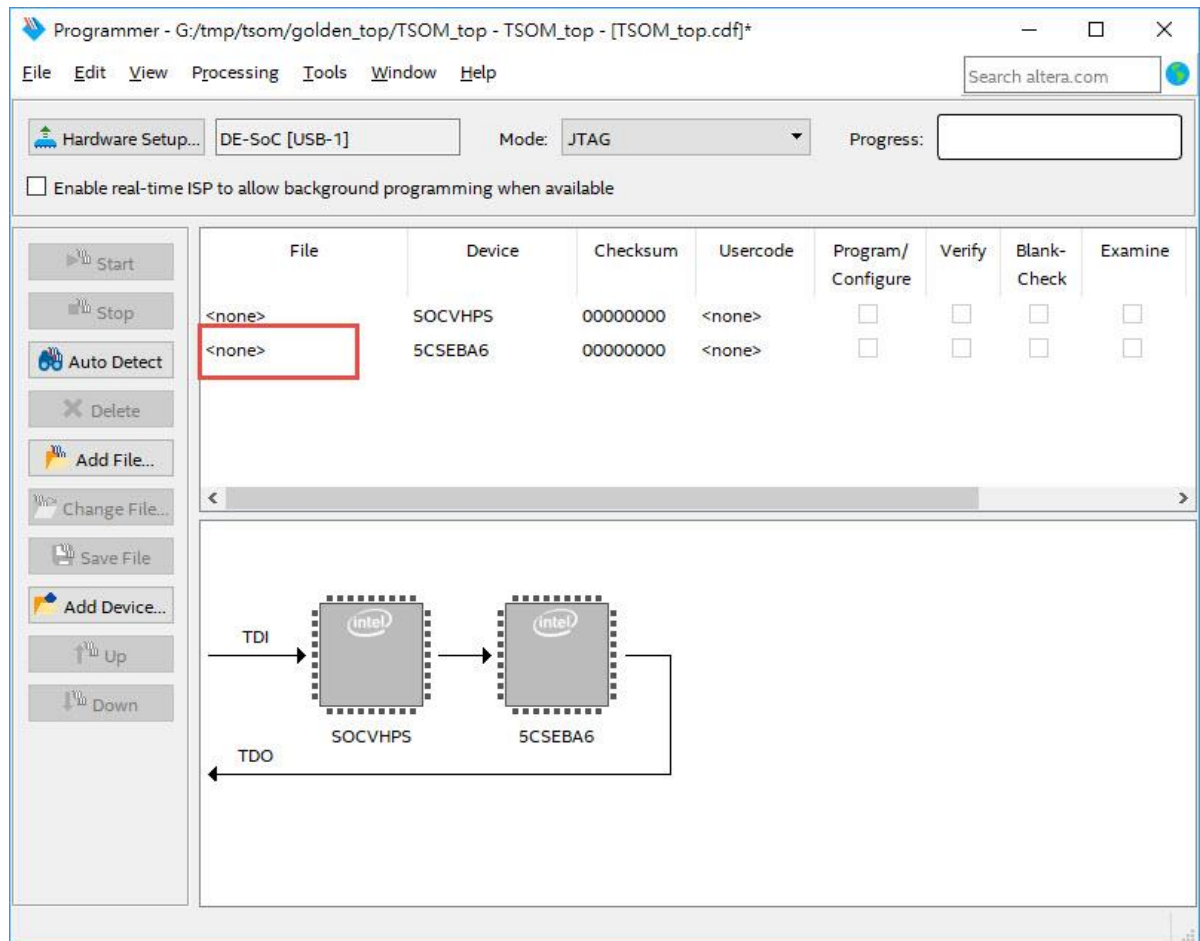 Programmer - G:/tmp/tsom/golden_top/TSOM_top - TSOM_top - [TSOM_top.cdf]*
File Edit View Processing Tools Window Help Search altera.com
Hardware Setup... DE-SoC [USB-1] Mode: JTAG Progress:
Enable real-time ISP to allow background programming when available
Start
Stop
Auto Detect
Delete
Add File...
Change File...
Save File
Add Device...
Up
Down
File Device Checksum Usercode Program/ Verify Blank- Examine
Configure Check
<none> SOCVHPS 00000000 <none>
<none> 5CSEBA6 00000000 <none>
intel intel
TDI
SOCVHPS 5CSEBA6
TDO